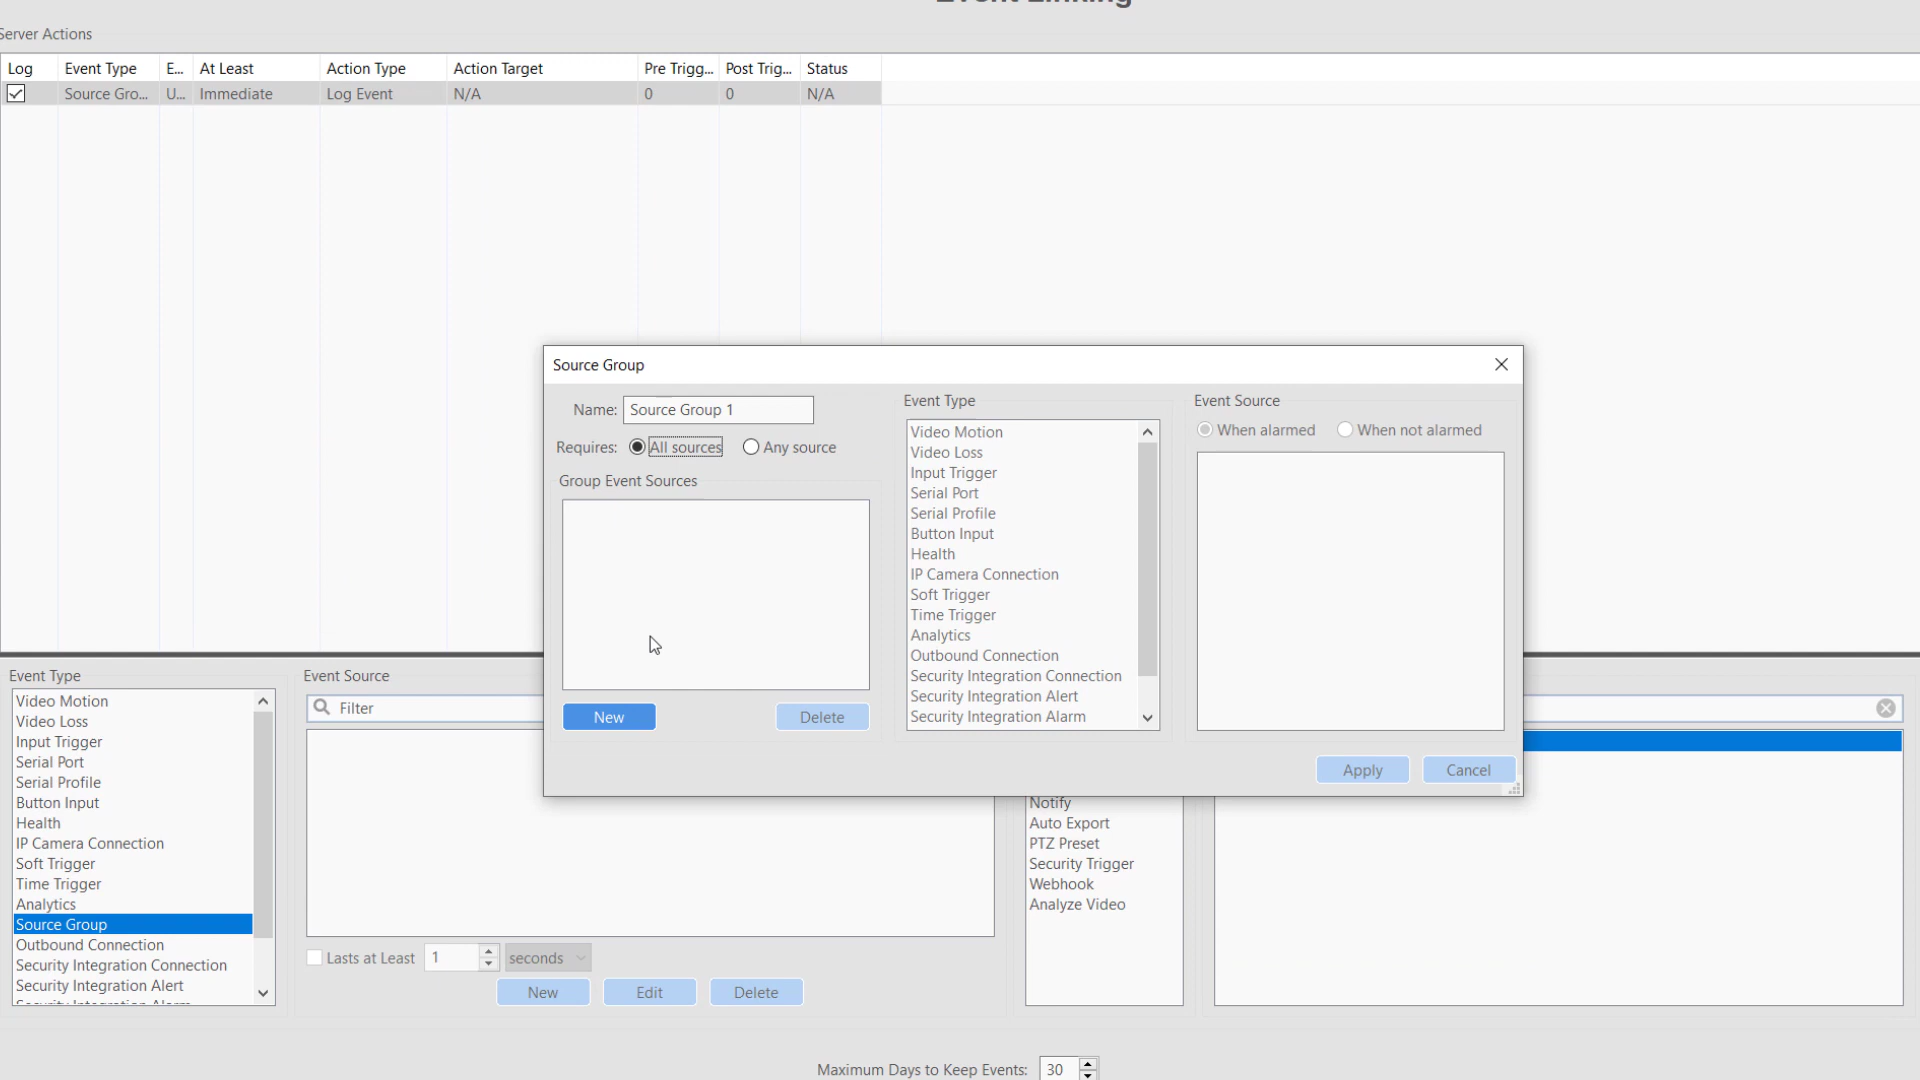 Event Linking
Server Actions
Log Event Type E... At Least Action Type Action Target Pre Trigg... Post Trig... Status
Source Gro... U... Immediate Log Event N/A 0 0 N/A
Source Group
Name: Source Group 1
Requires: All sources Any source
Group Event Sources
New Delete
Event Type
Video Motion
Video Loss
Input Trigger
Serial Port
Serial Profile
Button Input
Health
IP Camera Connection
Soft Trigger
Time Trigger
Analytics
Outbound Connection
Security Integration Connection
Security Integration Alert
Security Integration Alarm
Event Source
When alarmed When not alarmed
Apply Cancel
Event Type
Video Motion
Video Loss
Input Trigger
Serial Port
Serial Profile
Button Input
Health
IP Camera Connection
Soft Trigger
Time Trigger
Analytics
Source Group
Outbound Connection
Security Integration Connection
Security Integration Alert
Security Integration Alarm
Event Source
Filter
Lasts at Least 1 seconds
New Edit Delete
Notify
Auto Export
PTZ Preset
Security Trigger
Webhook
Analyze Video
Maximum Days to Keep Events: 30